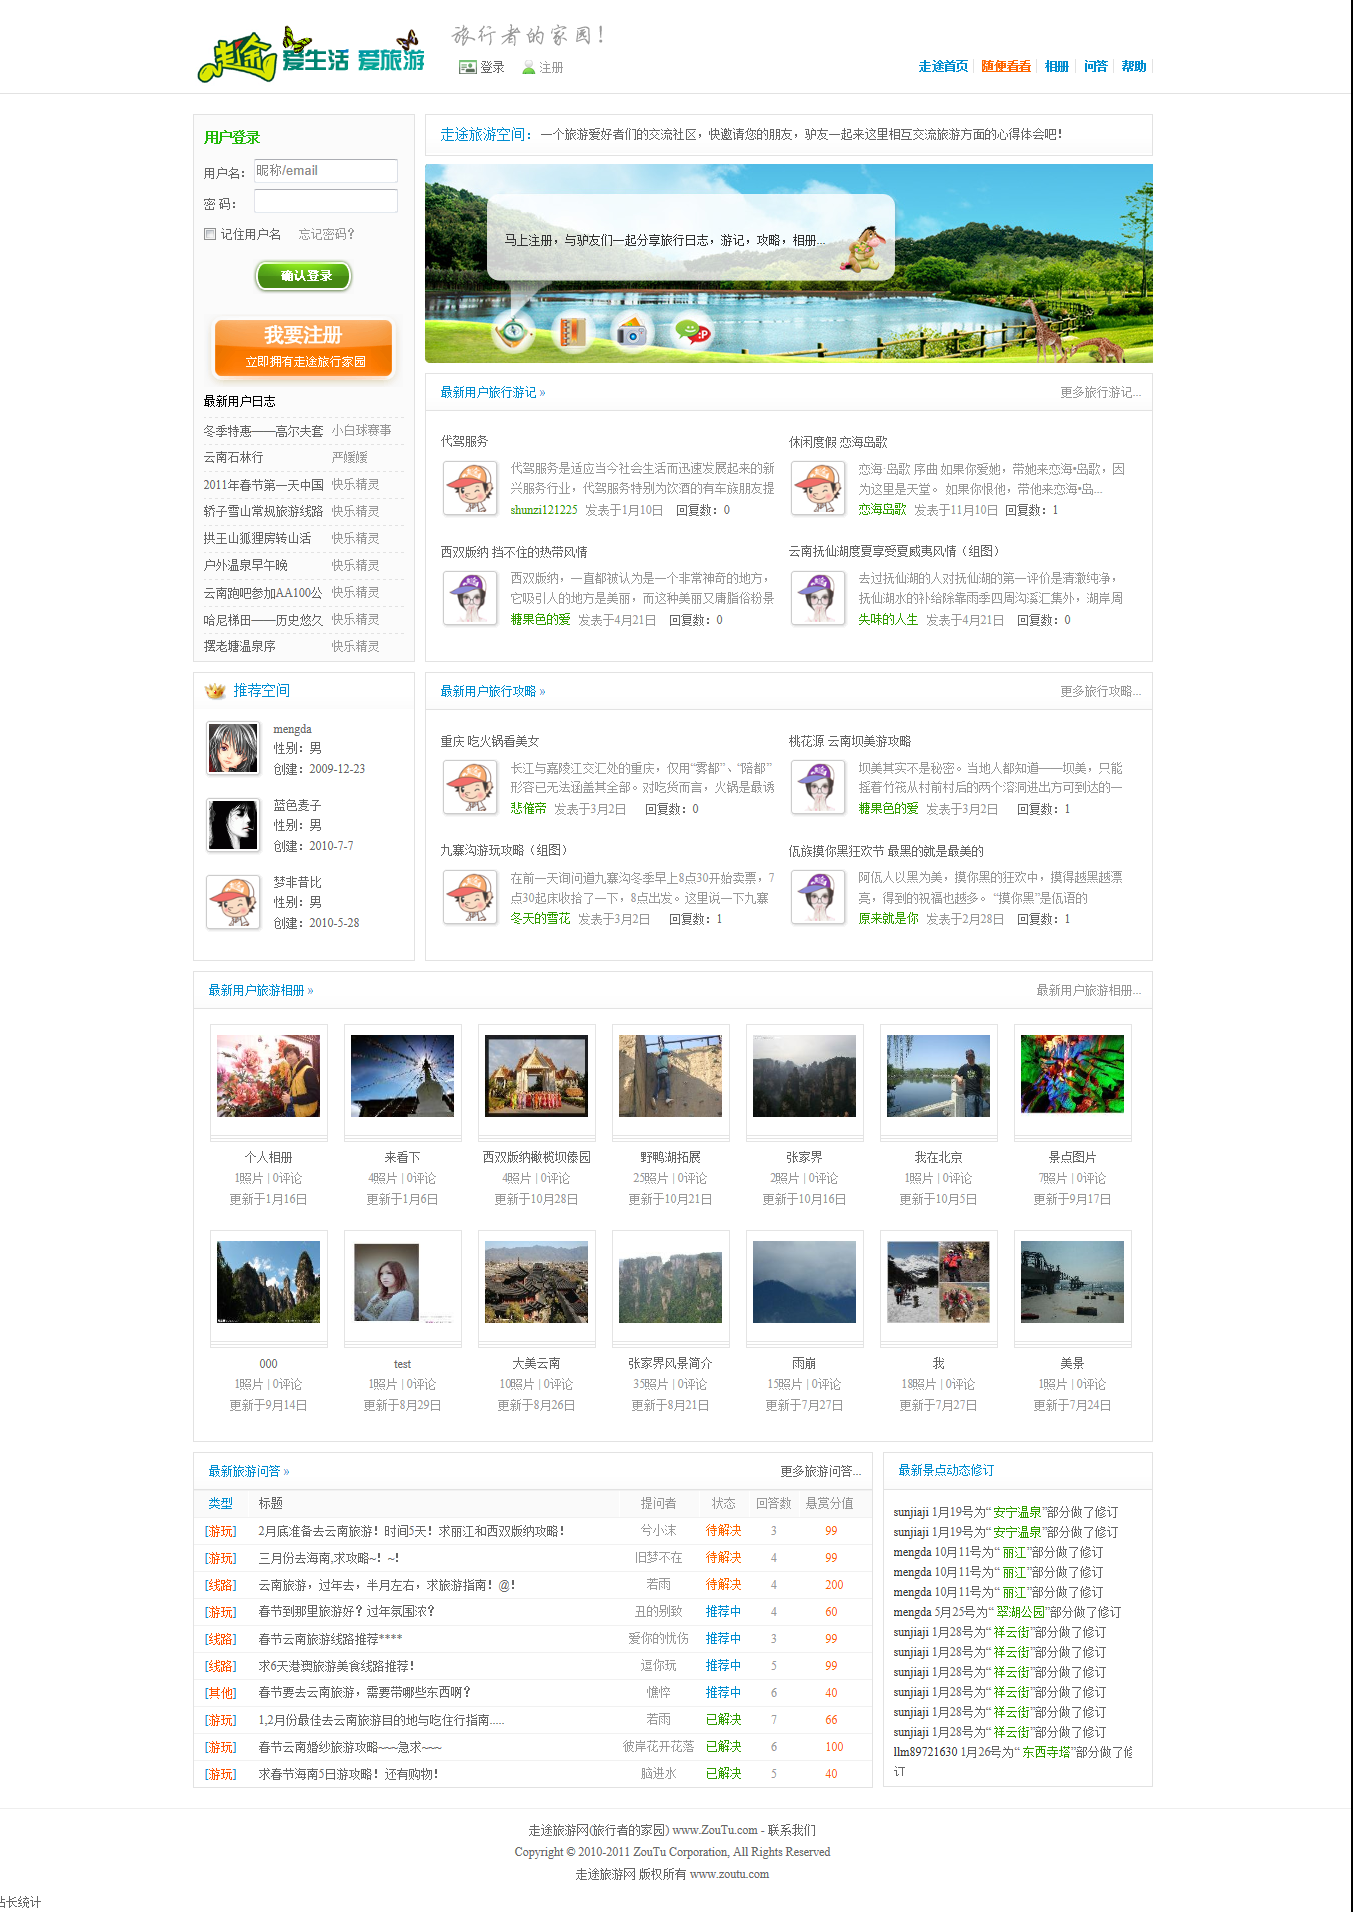 走途 爱生活 爱旅游
旅行者的家园！
登录 注册
走途首页 随便看看 相册 问答 帮助
用户登录
用户名： 昵称/email
密 码：
记住用户名 忘记密码？
确认登录
我要注册
立即拥有走途旅行家园
最新用户日志
冬季特惠——高尔夫套 小白球赛事
云南石林行 严媛媛
2011年春节第一天中国 快乐精灵
轿子雪山常规旅游线路 快乐精灵
拱王山狐狸房转山活 快乐精灵
户外温泉早午晚 快乐精灵
云南跑吧参加AA100公 快乐精灵
哈尼梯田——历史悠久 快乐精灵
摆老塘温泉序 快乐精灵
走途旅游空间：一个旅游爱好者们的交流社区，快邀请您的朋友，驴友一起来这里相互交流旅游方面的心得体会吧！
马上注册，与驴友们一起分享旅行日志，游记，攻略，相册...
最新用户旅行游记 » 更多旅行游记...
代驾服务
代驾服务是适应当今社会生活而迅速发展起来的新
兴服务行业，代驾服务特别为饮酒的有车族朋友提
shunzi121225 发表于1月10日 回复数：0
休闲度假 恋海岛歌
恋海·岛歌 序曲 如果你爱她，带她来恋海•岛歌，因
为这里是天堂。 如果你恨他，带他来恋海•岛...
恋海岛歌 发表于11月10日 回复数：1
西双版纳 挡不住的热带风情
西双版纳，一直都被认为是一个非常神奇的地方，
它吸引人的地方是美丽，而这种美丽又庸脂俗粉景
糖果色的爱 发表于4月21日 回复数：0
云南抚仙湖度夏享受夏威夷风情（组图）
去过抚仙湖的人对抚仙湖的第一评价是清澈纯净，
抚仙湖水的补给除靠雨季四周沟溪汇集外，湖岸周
失味的人生 发表于4月21日 回复数：0
推荐空间
mengda
性别：男
创建：2009-12-23
蓝色麦子
性别：男
创建：2010-7-7
梦非昔比
性别：男
创建：2010-5-28
最新用户旅行攻略 » 更多旅行攻略...
重庆 吃火锅看美女
长江与嘉陵江交汇处的重庆，仅用“雾都”、“陪都”
形容已无法涵盖其全部。对吃货而言，火锅是最诱
悲催帝 发表于3月2日 回复数：0
桃花源 云南坝美游攻略
坝美其实不是秘密。当地人都知道——坝美，只能
摇着竹筏从村前村后的两个溶洞进出方可到达的一
糖果色的爱 发表于3月2日 回复数：1
九寨沟游玩攻略（组图）
在前一天询问道九寨沟冬季早上8点30开始卖票，7
点30起床收拾了一下，8点出发。这里说一下九寨
冬天的雪花 发表于3月2日 回复数：1
佤族摸你黑狂欢节 最黑的就是最美的
阿佤人以黑为美，摸你黑的狂欢中，摸得越黑越漂
亮，得到的祝福也越多。 “摸你黑”是佤语的
原来就是你 发表于2月28日 回复数：1
最新用户旅游相册 » 最新用户旅游相册...
个人相册 来看下 西双版纳橄榄坝傣园 野鸭湖拓展 张家界 我在北京 景点图片
1照片 | 0评论 4照片 | 0评论 4照片 | 0评论 25照片 | 0评论 2照片 | 0评论 1照片 | 0评论 7照片 | 0评论
更新于1月16日 更新于1月6日 更新于10月28日 更新于10月21日 更新于10月16日 更新于10月5日 更新于9月17日
000 test 大美云南 张家界风景简介 雨崩 我 美景
1照片 | 0评论 1照片 | 0评论 10照片 | 0评论 35照片 | 0评论 15照片 | 0评论 18照片 | 0评论 1照片 | 0评论
更新于9月14日 更新于8月29日 更新于8月26日 更新于8月21日 更新于7月27日 更新于7月27日 更新于7月24日
最新旅游问答 » 更多旅游问答...
类型 标题 提问者 状态 回答数 悬赏分值
[游玩] 2月底准备去云南旅游！时间5天！求丽江和西双版纳攻略！ 兮小沫 待解决 3 99
[游玩] 三月份去海南,求攻略~！~！ 旧梦不在 待解决 4 99
[线路] 云南旅游，过年去，半月左右，求旅游指南！@！ 若雨 待解决 4 200
[游玩] 春节到那里旅游好？过年氛围浓？ 丑的别致 推荐中 4 60
[线路] 春节云南旅游线路推荐**** 爱你的忧伤 推荐中 3 99
[线路] 求6天港澳旅游美食线路推荐！ 逗你玩 推荐中 5 99
[其他] 春节要去云南旅游，需要带哪些东西啊？ 憔悴 推荐中 6 40
[游玩] 1,2月份最佳去云南旅游目的地与吃住行指南..... 若雨 已解决 7 66
[游玩] 春节云南婚纱旅游攻略~~~急求~~~ 彼岸花开花落 已解决 6 100
[游玩] 求春节海南5日游攻略！还有购物！ 脑进水 已解决 5 40
最新景点动态修订
sunjiaji 1月19号为“ 安宁温泉”部分做了修订
sunjiaji 1月19号为“ 安宁温泉”部分做了修订
mengda 10月11号为“ 丽江”部分做了修订
mengda 10月11号为“ 丽江”部分做了修订
mengda 10月11号为“ 丽江”部分做了修订
mengda 5月25号为“ 翠湖公园”部分做了修订
sunjiaji 1月28号为“ 祥云街”部分做了修订
sunjiaji 1月28号为“ 祥云街”部分做了修订
sunjiaji 1月28号为“ 祥云街”部分做了修订
sunjiaji 1月28号为“ 祥云街”部分做了修订
sunjiaji 1月28号为“ 祥云街”部分做了修订
sunjiaji 1月28号为“ 祥云街”部分做了修订
llm89721630 1月26号为“ 东西寺塔”部分做了修
订
走途旅游网(旅行者的家园) www.ZouTu.com - 联系我们
Copyright © 2010-2011 ZouTu Corporation, All Rights Reserved
走途旅游网 版权所有 www.zoutu.com
站长统计